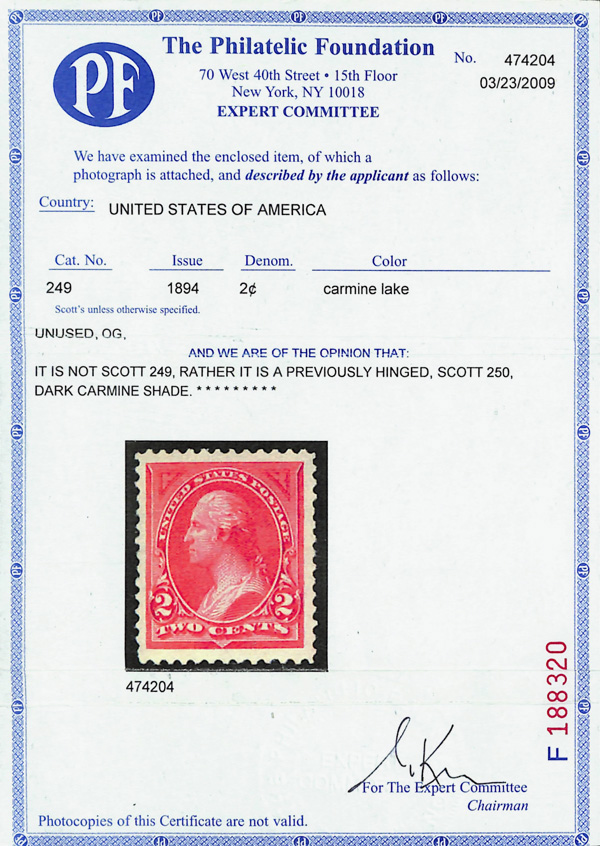 PF
The Philatelic Foundation
70 West 40th Street • 15th Floor
New York, NY 10018
EXPERT COMMITTEE
No. 474204
03/23/2009
We have examined the enclosed item, of which a
photograph is attached, and described by the applicant as follows:
Country: UNITED STATES OF AMERICA
Cat. No. Issue Denom. Color
249 1894 2¢ carmine lake
Scott's unless otherwise specified.
UNUSED, OG,
AND WE ARE OF THE OPINION THAT:
IT IS NOT SCOTT 249, RATHER IT IS A PREVIOUSLY HINGED, SCOTT 250,
DARK CARMINE SHADE. * * * * * * * * *
UNITED STATES POSTAGE
2 2
TWO CENTS
474204
F 188320
For The Expert Committee
Chairman
Photocopies of this Certificate are not valid.